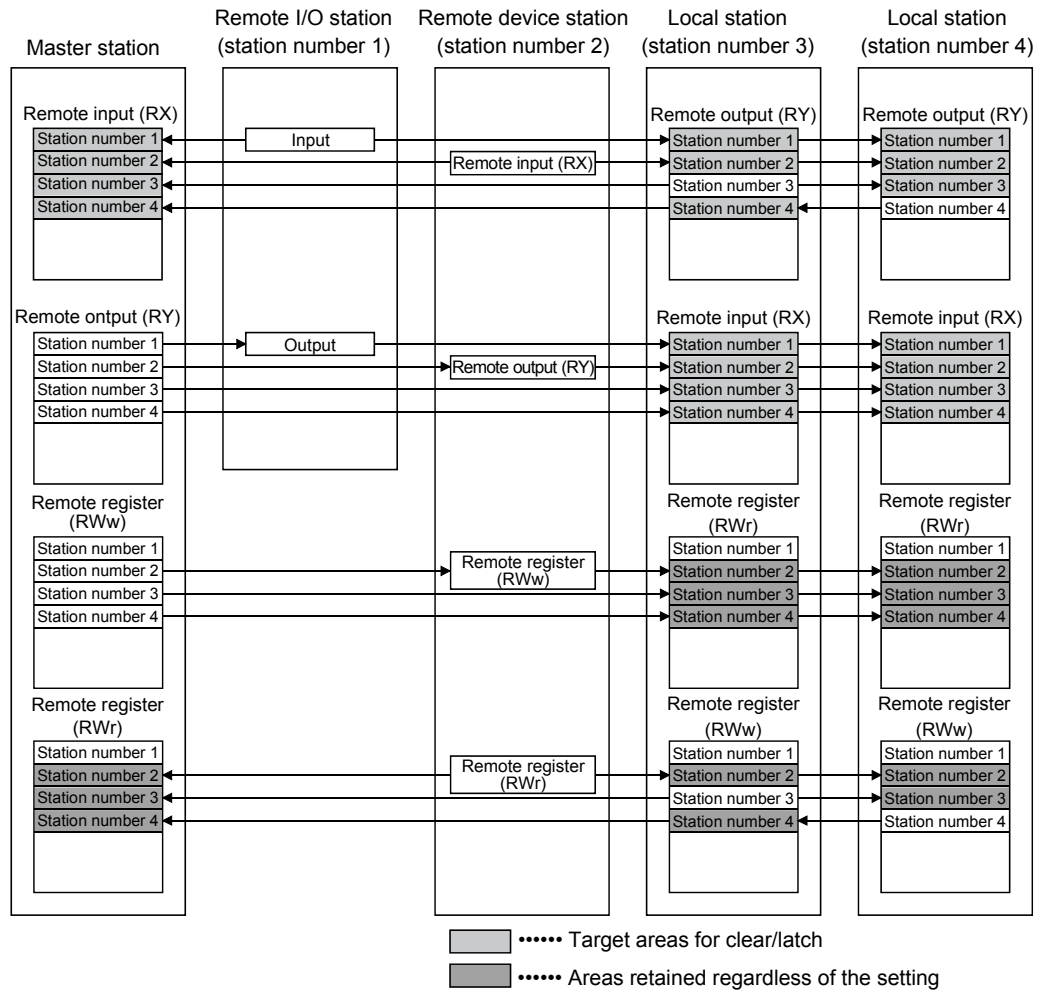 Master station
Remote I/O station
(station number 1)
Remote device station
(station number 2)
Local station
(station number 3)
Local station
(station number 4)
Remote input (RX)
Station number 1
Station number 2
Station number 3
Station number 4
Input
Remote input (RX)
Remote output (RY)
Station number 1
Station number 2
Station number 3
Station number 4
Remote output (RY)
Station number 1
Station number 2
Station number 3
Station number 4
Remote ontput (RY)
Station number 1
Station number 2
Station number 3
Station number 4
Output
Remote output (RY)
Remote input (RX)
Station number 1
Station number 2
Station number 3
Station number 4
Remote input (RX)
Station number 1
Station number 2
Station number 3
Station number 4
Remote register
(RWw)
Station number 1
Station number 2
Station number 3
Station number 4
Remote register
(RWw)
Remote register
(RWr)
Station number 1
Station number 2
Station number 3
Station number 4
Remote register
(RWr)
Station number 1
Station number 2
Station number 3
Station number 4
Remote register
(RWr)
Station number 1
Station number 2
Station number 3
Station number 4
Remote register
(RWr)
Remote register
(RWw)
Station number 1
Station number 2
Station number 3
Station number 4
Remote register
(RWw)
Station number 1
Station number 2
Station number 3
Station number 4
•••••• Target areas for clear/latch
•••••• Areas retained regardless of the setting